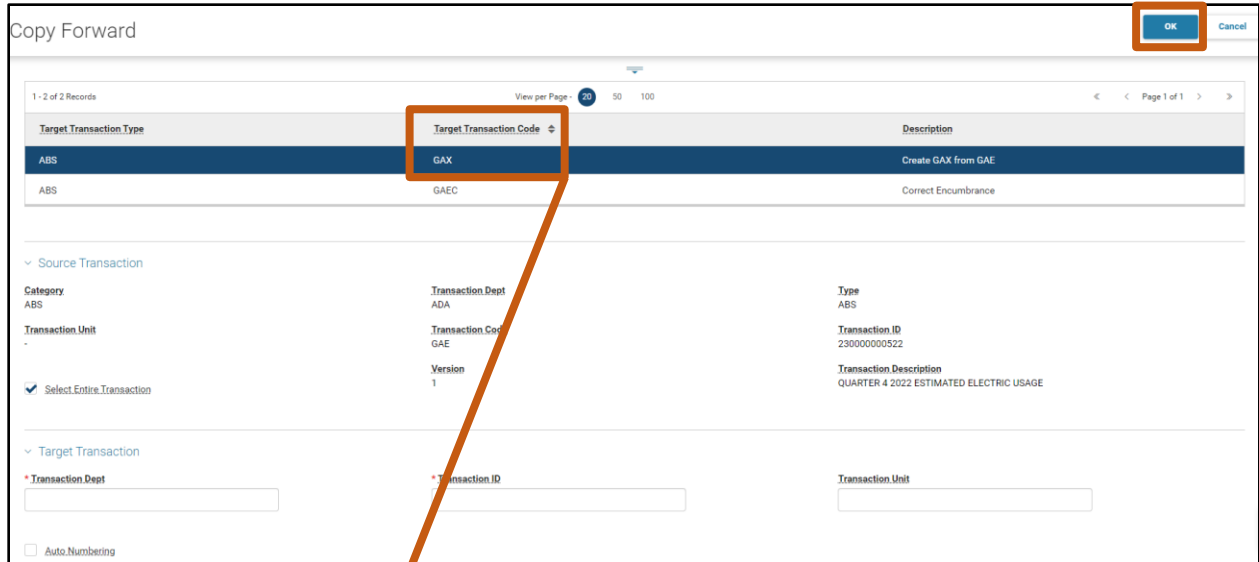 Copy Forward
OK Cancel
1 - 2 of 2 Records View per Page - 20 50 100 « < Page 1 of 1 > »
Target Transaction Type Target Transaction Code Description
ABS GAX Create GAX from GAE
ABS GAEC Correct Encumbrance
Source Transaction
Category Transaction Dept Type
ABS ADA ABS
Transaction Unit Transaction Cod Transaction ID
- GAE 230000000522
Version Transaction Description
Select Entire Transaction 1 QUARTER 4 2022 ESTIMATED ELECTRIC USAGE
Target Transaction
* Transaction Dept * Transaction ID Transaction Unit
Auto Numbering